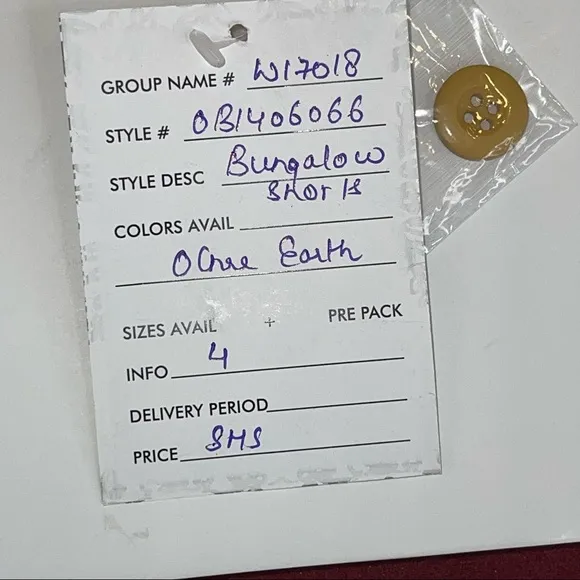 GROUP NAME # W17018
STYLE # OB1406066
STYLE DESC Bungalow
Shorts
COLORS AVAIL
Ochre Earth
SIZES AVAIL + PRE PACK
INFO 4
DELIVERY PERIOD
PRICE SMS